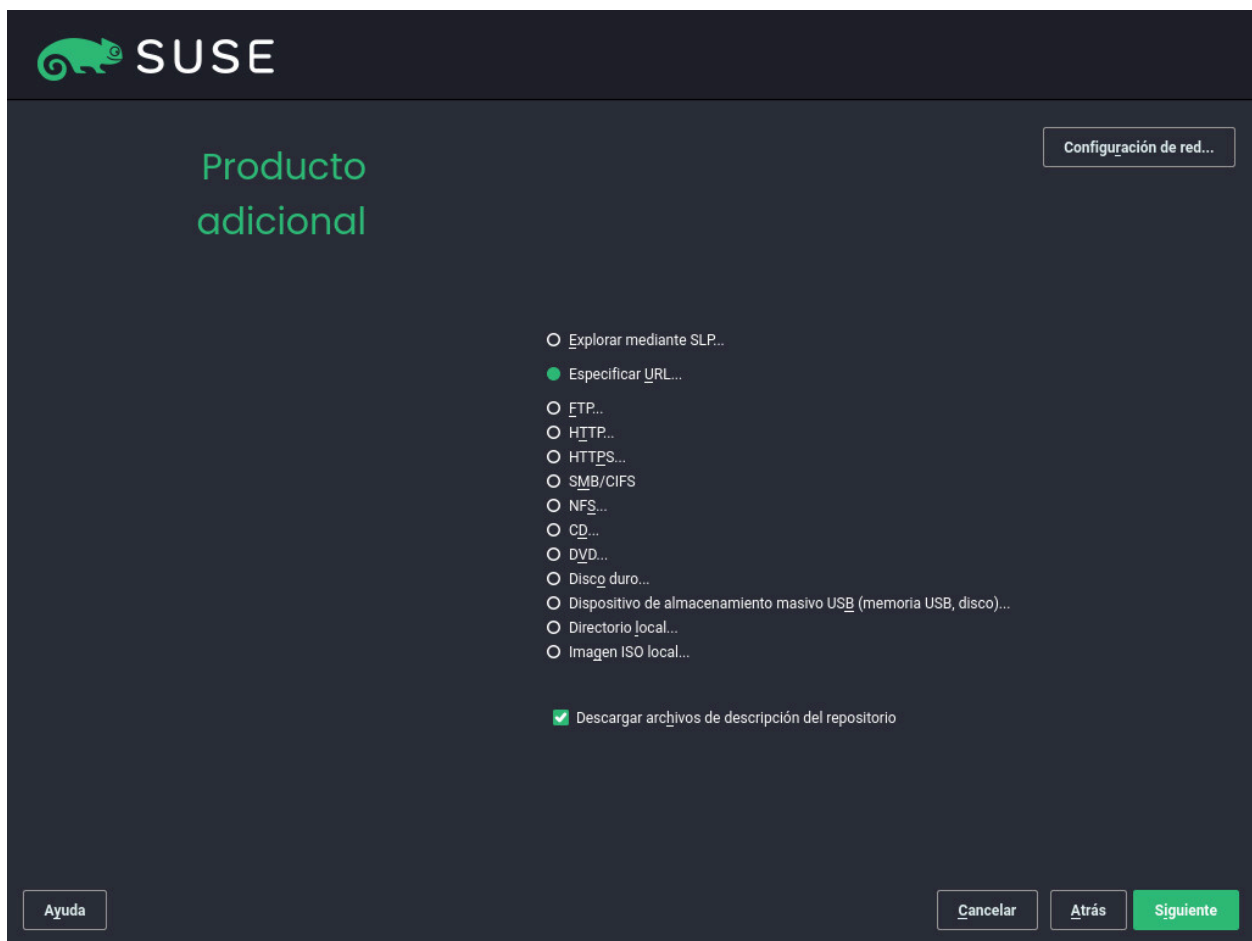 SUSE
Configuración de red...
Producto
adicional
Explorar mediante SLP...
Especificar URL...
FTP...
HTTP...
HTTPS...
SMB/CIFS
NFS...
CD...
DVD...
Disco duro...
Dispositivo de almacenamiento masivo USB (memoria USB, disco)...
Directorio local...
Imagen ISO local...
Descargar archivos de descripción del repositorio
Ayuda
Cancelar
Atrás
Siguiente